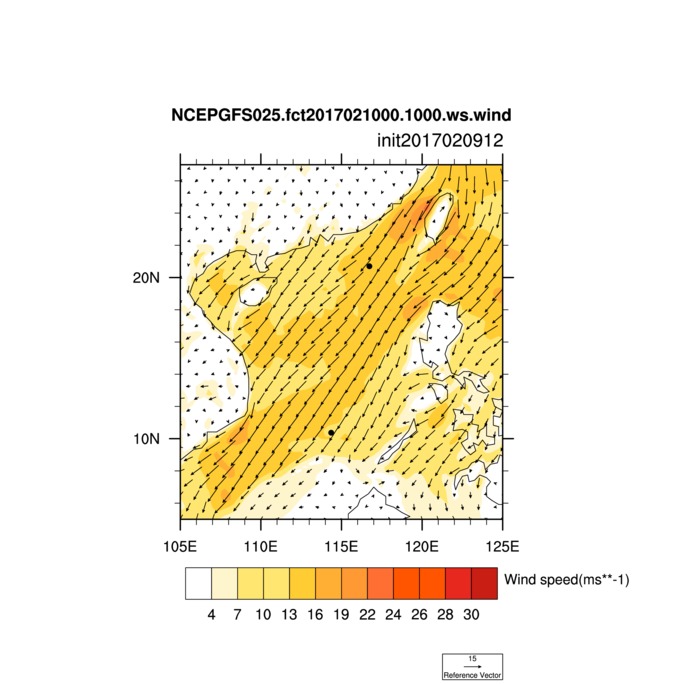 NCEPGFS025.fct2017021000.1000.ws.wind
init2017020912
20N
10N
105E 110E 115E 120E 125E
Wind speed(ms**-1)
4 7 10 13 16 19 22 24 26 28 30
15
Reference Vector